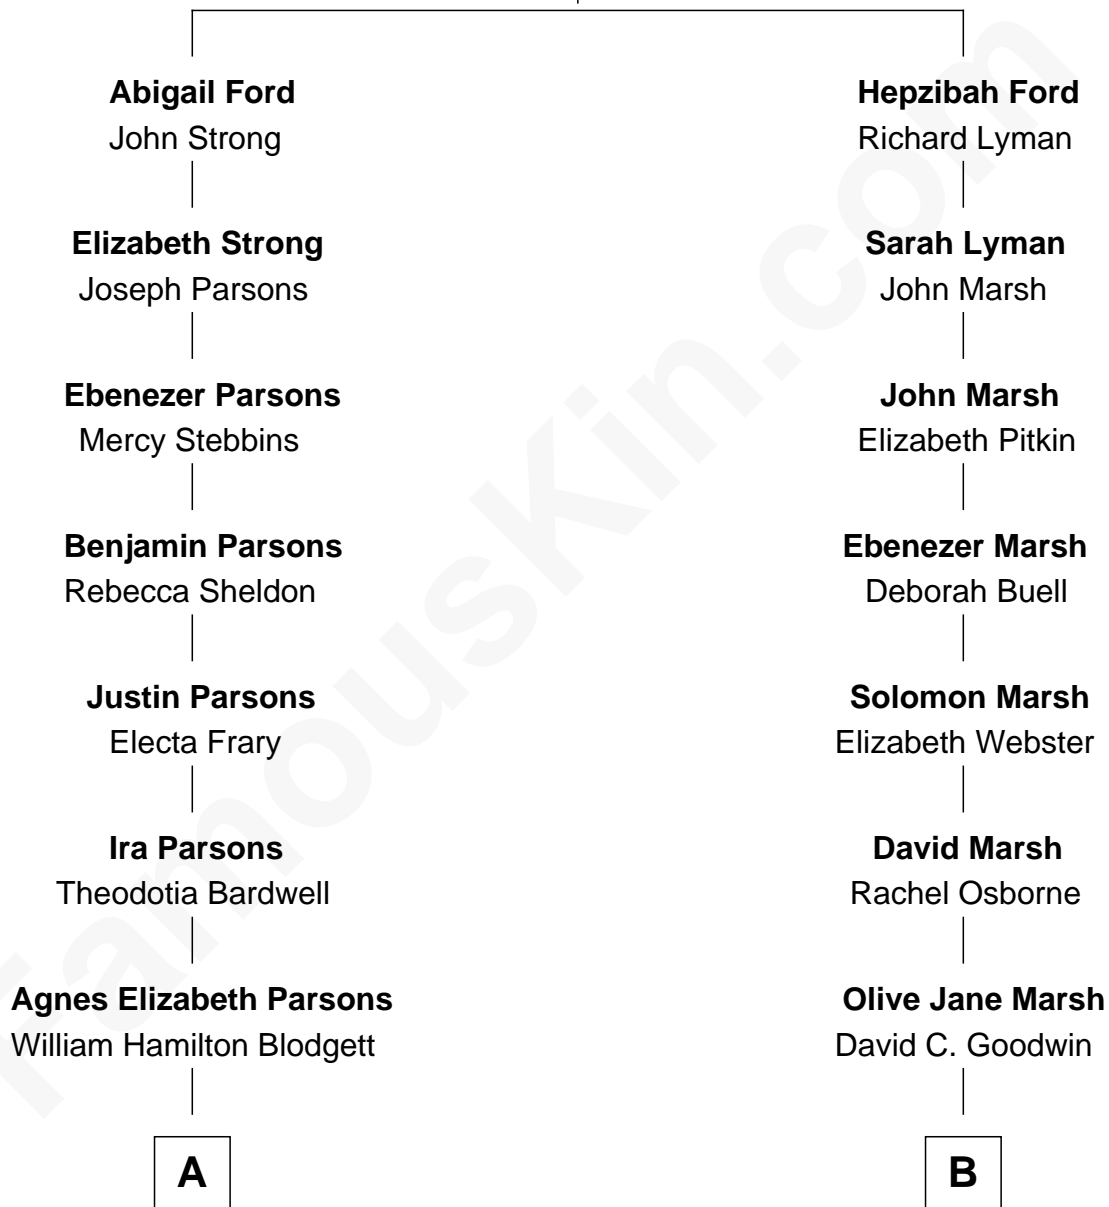 Abigail Ford
John Strong
Elizabeth Strong
Joseph Parsons
Ebenezer Parsons
Mercy Stebbins
Benjamin Parsons
Rebecca Sheldon
Justin Parsons
Electa Frary
Ira Parsons
Theodotia Bardwell
Agnes Elizabeth Parsons
William Hamilton Blodgett
A
Hepzibah Ford
Richard Lyman
Sarah Lyman
John Marsh
John Marsh
Elizabeth Pitkin
Ebenezer Marsh
Deborah Buell
Solomon Marsh
Elizabeth Webster
David Marsh
Rachel Osborne
Olive Jane Marsh
David C. Goodwin
B
FamousKin.com